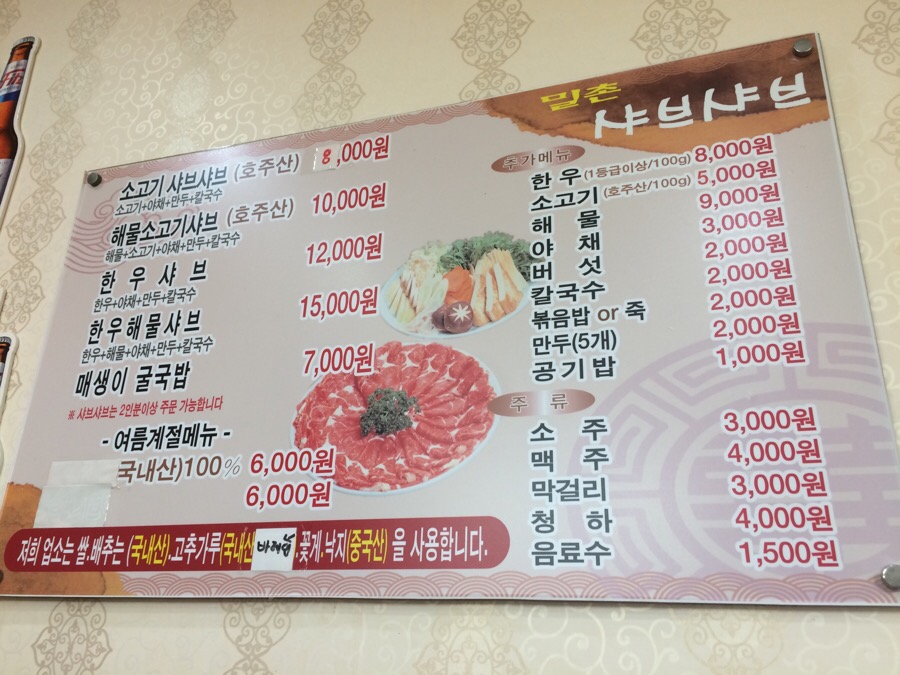 밀촌
샤브샤브
소고기 샤브샤브 (호주산) 8,000원
소고기+야채+만두+칼국수
해물소고기샤브 (호주산) 10,000원
해물+소고기+야채+만두+칼국수
한우샤브 12,000원
한우+야채+만두+칼국수
한우해물샤브 15,000원
한우+해물+야채+만두+칼국수
매생이 굴국밥 7,000원
※ 샤브샤브는 2인분이상 주문 가능합니다
- 여름계절메뉴 -
국내산)100% 6,000원
6,000원
추가메뉴
한우(1등급이상/100g) 8,000원
소고기(호주산/100g) 5,000원
해물 9,000원
야채 3,000원
버섯 2,000원
칼국수 2,000원
볶음밥 or 죽 2,000원
만두(5개) 2,000원
공기밥 1,000원
주류
소주 3,000원
맥주 4,000원
막걸리 3,000원
청하 4,000원
음료수 1,500원
저희 업소는 쌀.배추는 (국내산).고추가루(국내산 .꽃게.낙지(중국산) 을 사용합니다.